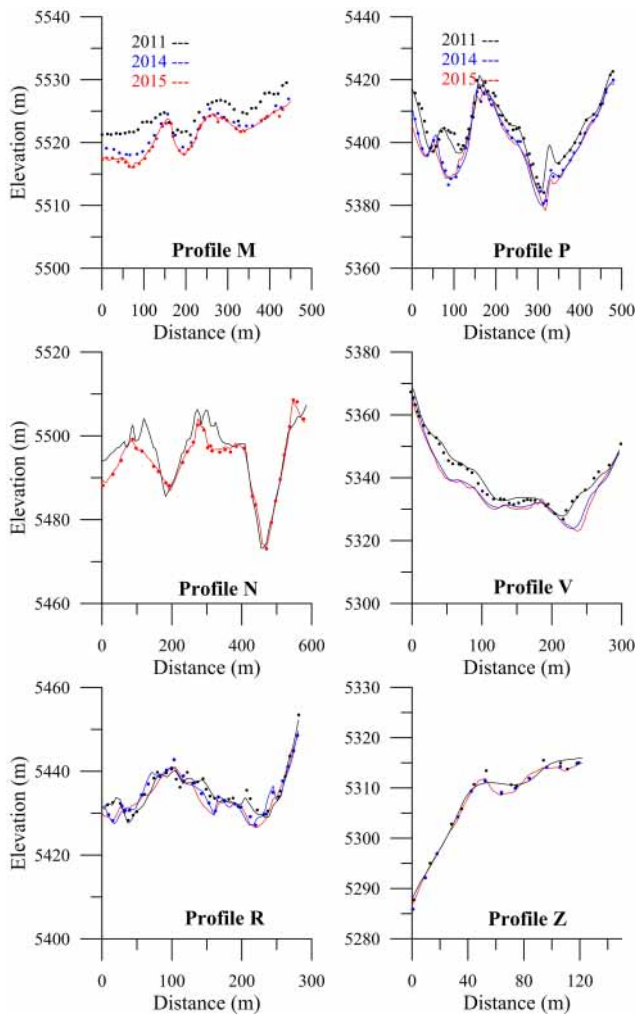 5540
5530
5520
5510
5500
Elevation (m)
2011 ---
2014 ---
2015 ---
Profile M
0 100 200 300 400 500
Distance (m)
5440
5420
5400
5380
5360
2011 ---
2014 ---
2015 ---
Profile P
0 100 200 300 400 500
Distance (m)
5520
5500
5480
5460
Elevation (m)
Profile N
0 200 400 600
Distance (m)
5380
5360
5340
5320
5300
Profile V
0 100 200 300
Distance (m)
5460
5440
5420
5400
Elevation (m)
Profile R
0 100 200 300
Distance (m)
5330
5320
5310
5300
5290
5280
Profile Z
0 40 80 120
Distance (m)